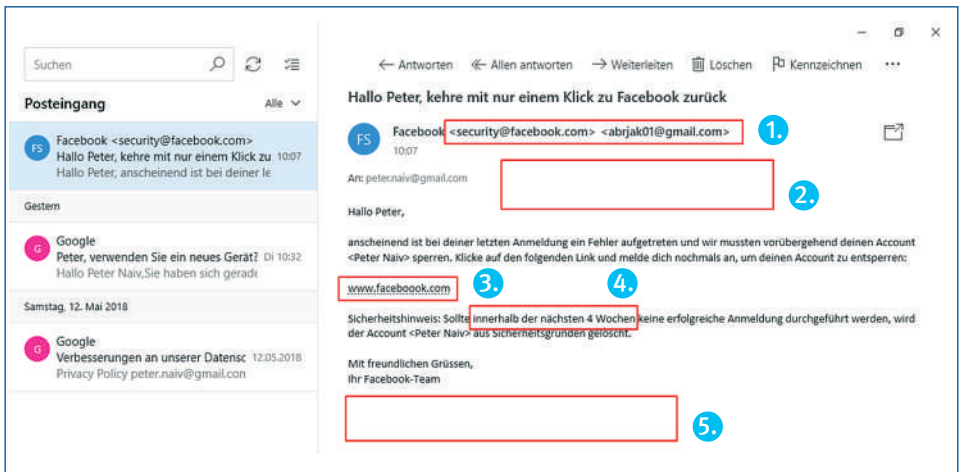 Suchen
Posteingang
Alle
FS
Facebook <security@facebook.com>
Hallo Peter, kehre mit nur einem Klick zu 10:07
Hallo Peter, anscheinend ist bei deiner le
Gestern
G
Google
Peter, verwenden Sie ein neues Gerät? Di 10:32
Hallo Peter Naiv,Sie haben sich gerade
Samstag, 12. Mai 2018
G
Google
Verbesserungen an unserer Datensc 12.05.2018
Privacy Policy peter.naiv@gmail.con
Antworten Allen antworten Weiterleiten Löschen Kennzeichnen
Hallo Peter, kehre mit nur einem Klick zu Facebook zurück
FS
Facebook <security@facebook.com> <abrjak01@gmail.com> 1.
10:07
An: peter.naiv@gmail.com
2.
Hallo Peter,
anscheinend ist bei deiner letzten Anmeldung ein Fehler aufgetreten und wir mussten vorübergehend deinen Account
<Peter Naiv> sperren. Klicke auf den folgenden Link und melde dich nochmals an, um deinen Account zu entsperren:
www.faceboook.com 3. 4.
Sicherheitshinweis: Sollte innerhalb der nächsten 4 Wochen keine erfolgreiche Anmeldung durchgeführt werden, wird
der Account <Peter Naiv> aus Sicherheitsgründen gelöscht.
Mit freundlichen Grüssen,
Ihr Facebook-Team
5.